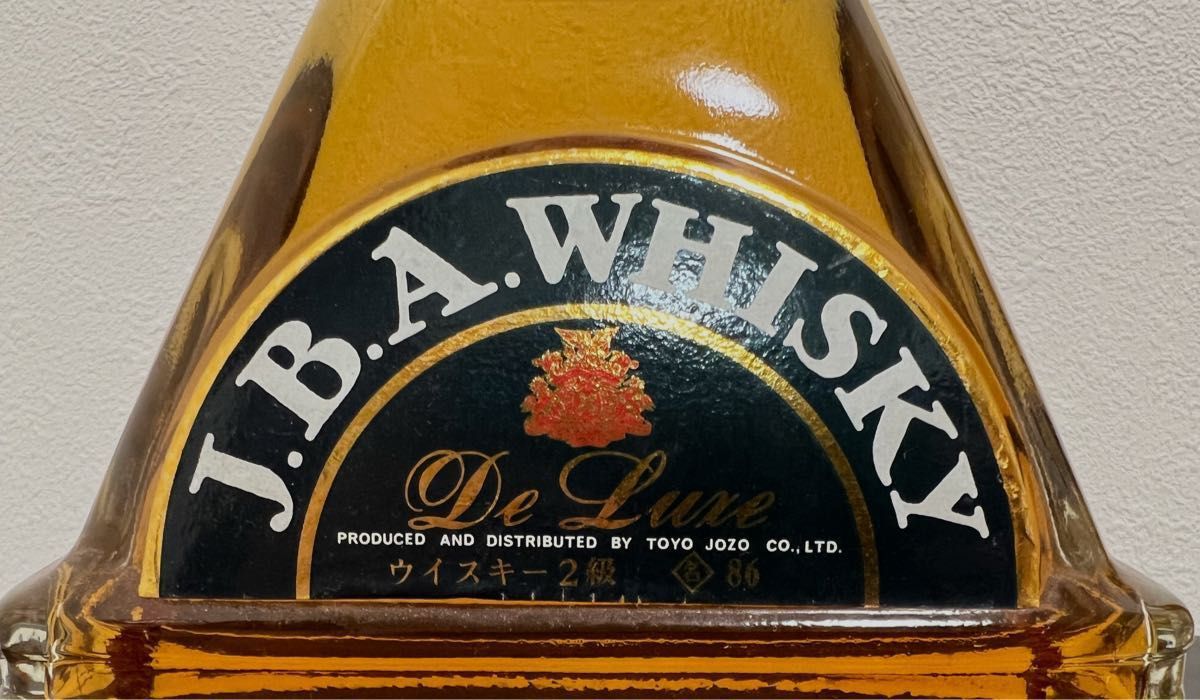 J.B.A. WHISKY
De Luxe
PRODUCED AND DISTRIBUTED BY TOYO JOZO CO., LTD.
ウイスキー2級 名 86